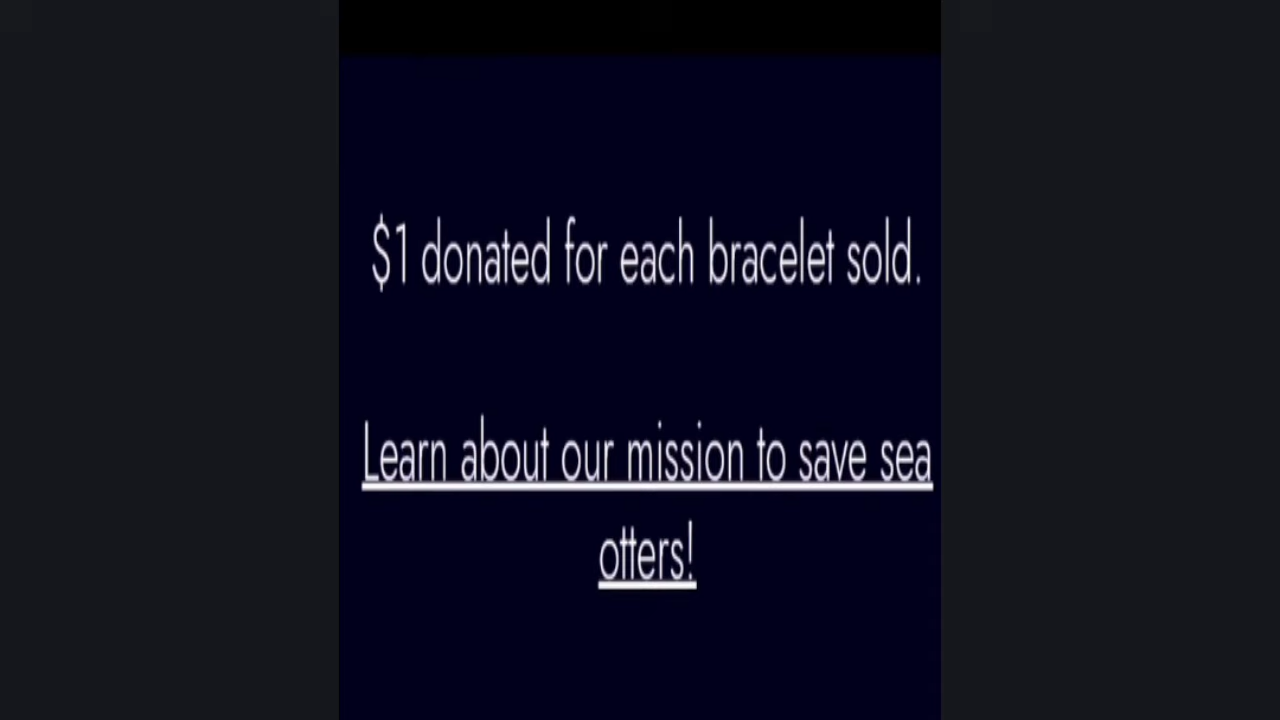 $1 donated for each bracelet sold.
Learn about our mission to save sea
otters!